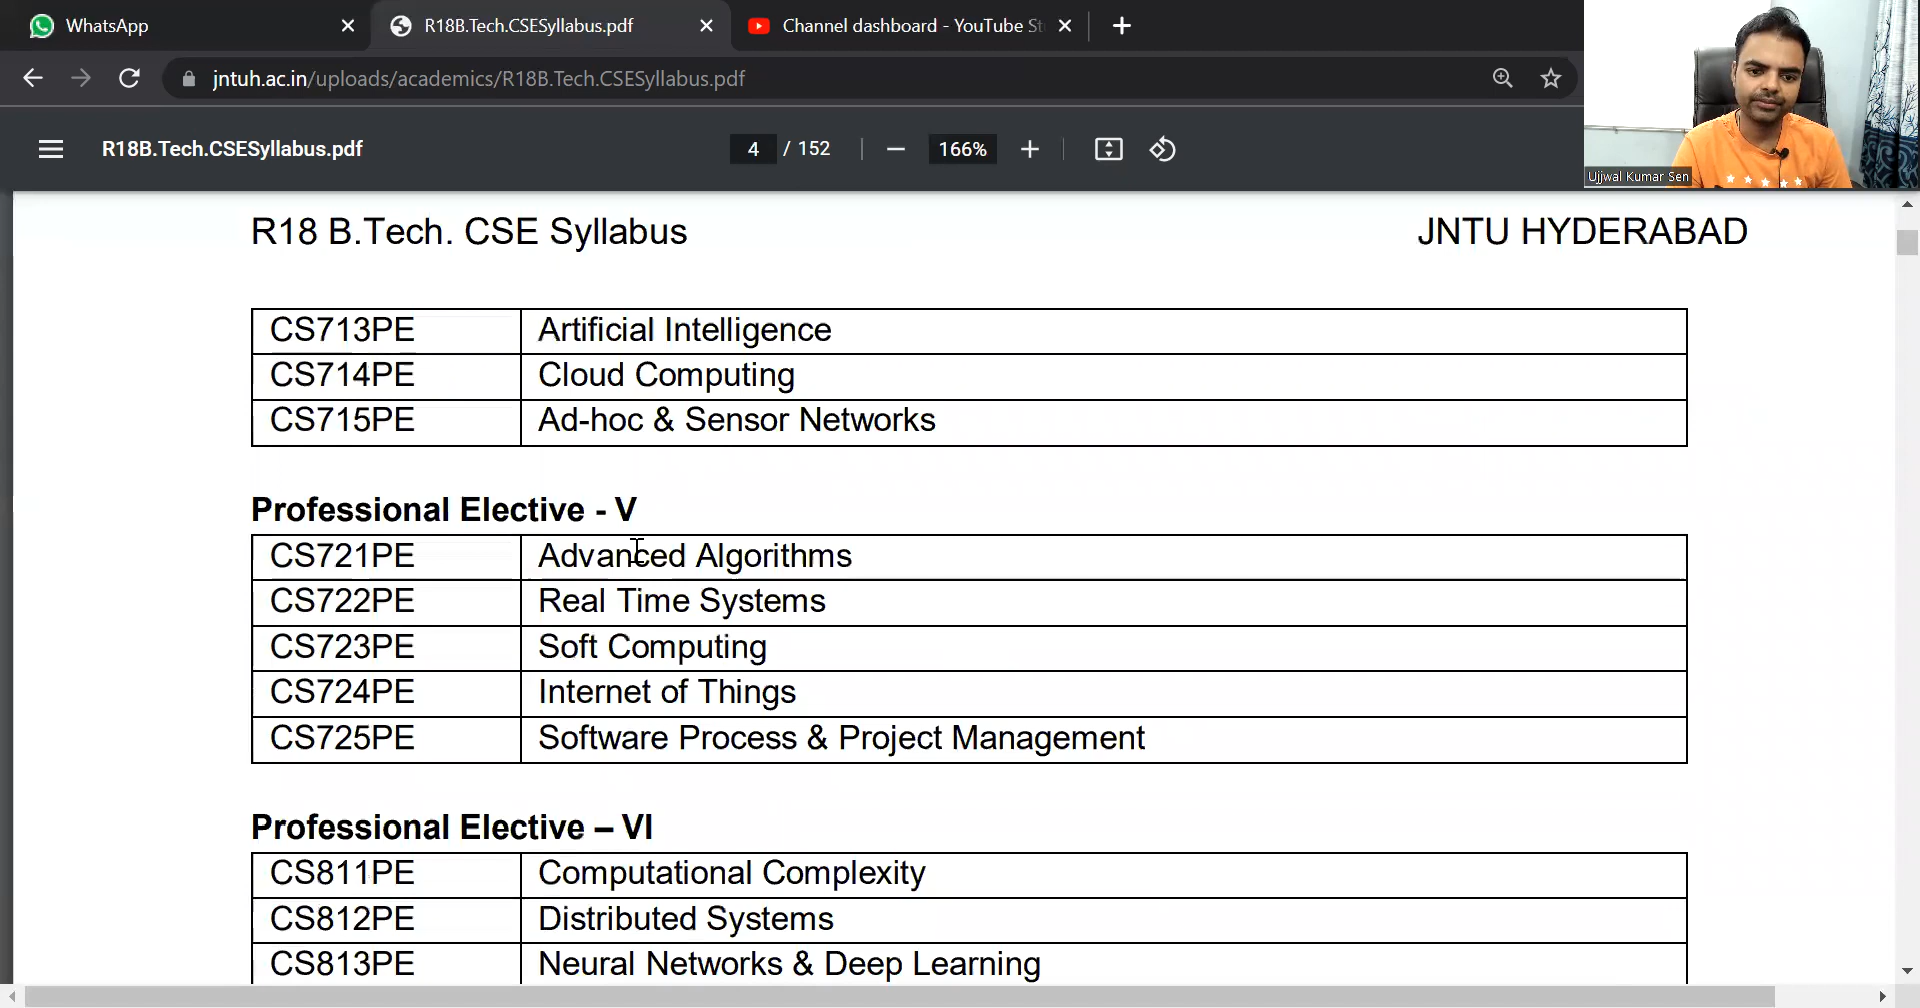 WhatsApp
R18B.Tech.CSESyllabus.pdf
Channel dashboard - YouTube St
jntuh.ac.in/uploads/academics/R18B.Tech.CSESyllabus.pdf
R18B.Tech.CSESyllabus.pdf
4 / 152
166%
Ujjwal Kumar Sen
R18 B.Tech. CSE Syllabus JNTU HYDERABAD
CS713PE Artificial Intelligence
CS714PE Cloud Computing
CS715PE Ad-hoc & Sensor Networks
Professional Elective - V
CS721PE Advanced Algorithms
CS722PE Real Time Systems
CS723PE Soft Computing
CS724PE Internet of Things
CS725PE Software Process & Project Management
Professional Elective – VI
CS811PE Computational Complexity
CS812PE Distributed Systems
CS813PE Neural Networks & Deep Learning